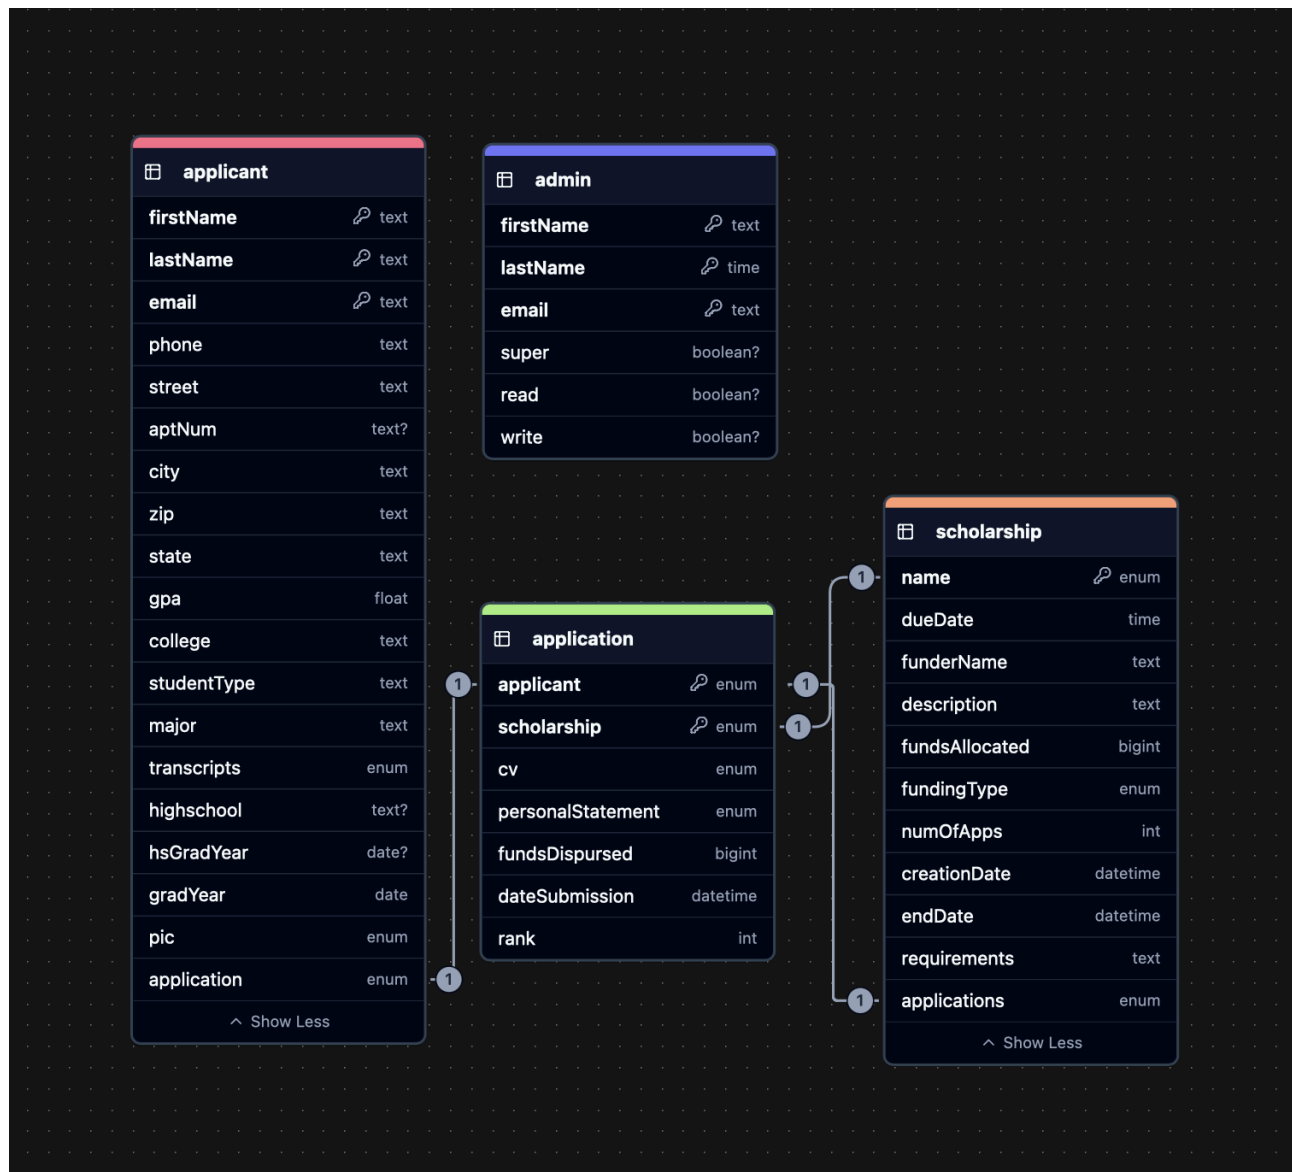 applicant
firstName text
lastName text
email text
phone text
street text
aptNum text?
city text
zip text
state text
gpa float
college text
studentType text
major text
transcripts enum
highschool text?
hsGradYear date?
gradYear date
pic enum
application enum
Show Less
admin
firstName text
lastName time
email text
super boolean?
read boolean?
write boolean?
application
applicant enum
scholarship enum
cv enum
personalStatement enum
fundsDispursed bigint
dateSubmission datetime
rank int
scholarship
name enum
dueDate time
funderName text
description text
fundsAllocated bigint
fundingType enum
numOfApps int
creationDate datetime
endDate datetime
requirements text
applications enum
Show Less
1
1
1
1
1
1